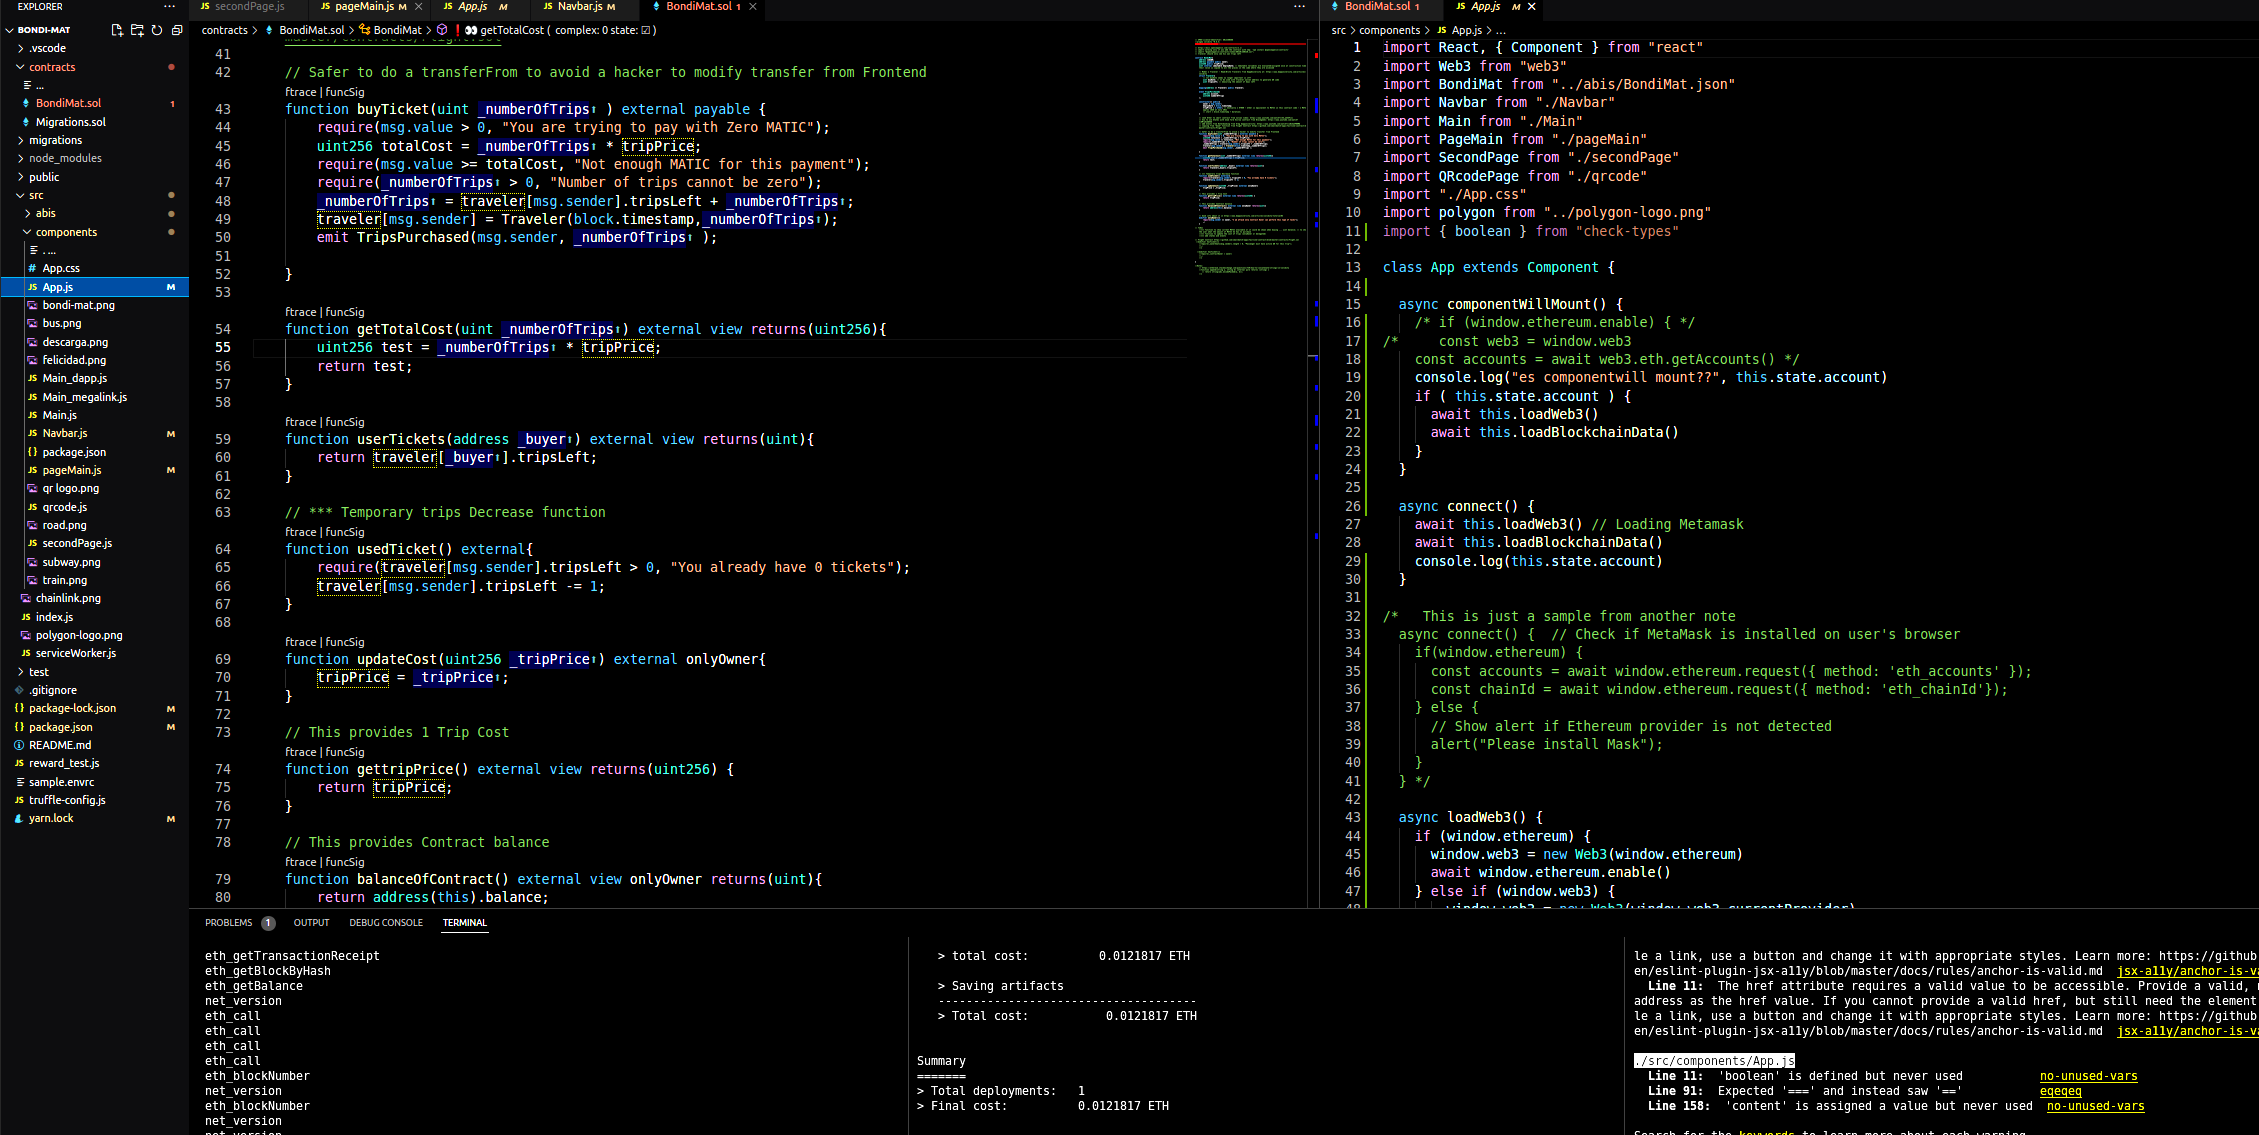 EXPLORER
BONDI-MAT
.vscode
contracts
...
BondiMat.sol 1
Migrations.sol
migrations
node_modules
public
src
abis
components
. ...
App.css
App.js M
bondi-mat.png
bus.png
descarga.png
felicidad.png
Main_dapp.js
Main_megalink.js
Main.js
Navbar.js M
package.json
pageMain.js M
qr logo.png
qrcode.js
road.png
secondPage.js
subway.png
train.png
chainlink.png
index.js
polygon-logo.png
serviceWorker.js
test
.gitignore
package-lock.json M
package.json M
README.md
reward_test.js
sample.envrc
truffle-config.js
yarn.lock M
secondPage.js pageMain.js M App.js M Navbar.js M BondiMat.sol 1
contracts > BondiMat.sol > BondiMat > getTotalCost ( complex: 0 state: ☑ )
master/contracts/Flight.sol
41
42 // Safer to do a transferFrom to avoid a hacker to modify transfer from Frontend
ftrace | funcSig
43 function buyTicket(uint _numberOfTrips↑ ) external payable {
44 require(msg.value > 0, "You are trying to pay with Zero MATIC");
45 uint256 totalCost = _numberOfTrips↑ * tripPrice;
46 require(msg.value >= totalCost, "Not enough MATIC for this payment");
47 require(_numberOfTrips↑ > 0, "Number of trips cannot be zero");
48 _numberOfTrips↑ = traveler[msg.sender].tripsLeft + _numberOfTrips↑;
49 traveler[msg.sender] = Traveler(block.timestamp,_numberOfTrips↑);
50 emit TripsPurchased(msg.sender, _numberOfTrips↑ );
51
52 }
53
ftrace | funcSig
54 function getTotalCost(uint _numberOfTrips↑) external view returns(uint256){
55 uint256 test = _numberOfTrips↑ * tripPrice;
56 return test;
57 }
58
ftrace | funcSig
59 function userTickets(address _buyer↑) external view returns(uint){
60 return traveler[_buyer↑].tripsLeft;
61 }
62
63 // *** Temporary trips Decrease function
ftrace | funcSig
64 function usedTicket() external{
65 require(traveler[msg.sender].tripsLeft > 0, "You already have 0 tickets");
66 traveler[msg.sender].tripsLeft -= 1;
67 }
68
ftrace | funcSig
69 function updateCost(uint256 _tripPrice↑) external onlyOwner{
70 tripPrice = _tripPrice↑;
71 }
72
73 // This provides 1 Trip Cost
ftrace | funcSig
74 function gettripPrice() external view returns(uint256) {
75 return tripPrice;
76 }
77
78 // This provides Contract balance
ftrace | funcSig
79 function balanceOfContract() external view onlyOwner returns(uint){
80 return address(this).balance;
BondiMat.sol 1 App.js M
src > components > App.js > ...
1 import React, { Component } from "react"
2 import Web3 from "web3"
3 import BondiMat from "../abis/BondiMat.json"
4 import Navbar from "./Navbar"
5 import Main from "./Main"
6 import PageMain from "./pageMain"
7 import SecondPage from "./secondPage"
8 import QRcodePage from "./qrcode"
9 import "./App.css"
10 import polygon from "../polygon-logo.png"
11 import { boolean } from "check-types"
12
13 class App extends Component {
14
15 async componentWillMount() {
16 /* if (window.ethereum.enable) { */
17 /* const web3 = window.web3
18 const accounts = await web3.eth.getAccounts() */
19 console.log("es componentwill mount??", this.state.account)
20 if ( this.state.account ) {
21 await this.loadWeb3()
22 await this.loadBlockchainData()
23 }
24 }
25
26 async connect() {
27 await this.loadWeb3() // Loading Metamask
28 await this.loadBlockchainData()
29 console.log(this.state.account)
30 }
31
32 /* This is just a sample from another note
33 async connect() { // Check if MetaMask is installed on user's browser
34 if(window.ethereum) {
35 const accounts = await window.ethereum.request({ method: 'eth_accounts' });
36 const chainId = await window.ethereum.request({ method: 'eth_chainId'});
37 } else {
38 // Show alert if Ethereum provider is not detected
39 alert("Please install Mask");
40 }
41 } */
42
43 async loadWeb3() {
44 if (window.ethereum) {
45 window.web3 = new Web3(window.ethereum)
46 await window.ethereum.enable()
47 } else if (window.web3) {
48 window.web3 = new Web3(window.web3.currentProvider)
PROBLEMS 1 OUTPUT DEBUG CONSOLE TERMINAL
eth_getTransactionReceipt
eth_getBlockByHash
eth_getBalance
net_version
eth_call
eth_call
eth_call
eth_call
eth_blockNumber
net_version
eth_blockNumber
net_version
net_version
> total cost: 0.0121817 ETH
> Saving artifacts
-------------------------------------
> Total cost: 0.0121817 ETH
Summary
=======
> Total deployments: 1
> Final cost: 0.0121817 ETH
le a link, use a button and change it with appropriate styles. Learn more: https://github
en/eslint-plugin-jsx-a11y/blob/master/docs/rules/anchor-is-valid.md jsx-a11y/anchor-is-va
Line 11: The href attribute requires a valid value to be accessible. Provide a valid,
address as the href value. If you cannot provide a valid href, but still need the element
le a link, use a button and change it with appropriate styles. Learn more: https://github
en/eslint-plugin-jsx-a11y/blob/master/docs/rules/anchor-is-valid.md jsx-a11y/anchor-is-va
./src/components/App.js
Line 11: 'boolean' is defined but never used no-unused-vars
Line 91: Expected '===' and instead saw '==' eqeqeq
Line 158: 'content' is assigned a value but never used no-unused-vars
Search for the keywords to learn more about each warning.